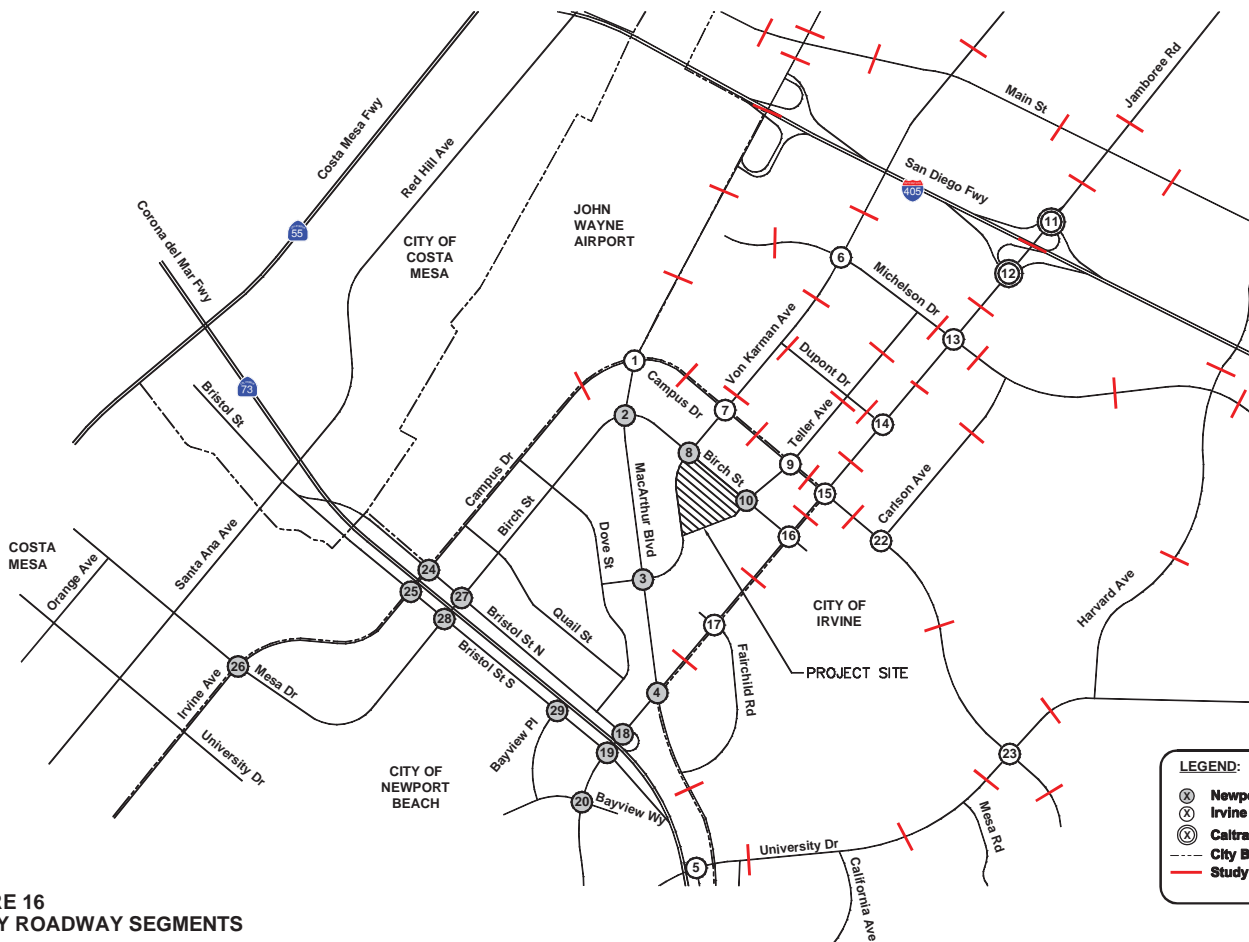 Main St
Jamboree Rd
Costa Mesa Fwy
Red Hill Ave
San Diego Fwy
405
Corona del Mar Fwy
55
JOHN
WAYNE
AIRPORT
CITY OF
COSTA
MESA
11
12
6
Michelson Dr
13
Von Karman Ave
Dupont Dr
1
Campus Dr
73
Bristol St
7
2
Teller Ave
14
8
Birch St
9
10
15
Carlson Ave
16
22
MacArthur Blvd
Campus Dr
Birch St
Dove St
COSTA
MESA
Orange Ave
Santa Ana Ave
24
25
27
28
3
Quail St
Bristol St N
Bristol St S
CITY OF
IRVINE
Harvard Ave
17
Fairchild Rd
PROJECT SITE
26
Mesa Dr
Irvine Ave
University Dr
4
29
18
19
Bayview Pl
20
Bayview Wy
CITY OF
NEWPORT
BEACH
23
Mesa Rd
5
University Dr
California Ave
LEGEND:
X Newpo
X Irvine
X Caltra
City B
Study
RE 16
Y ROADWAY SEGMENTS